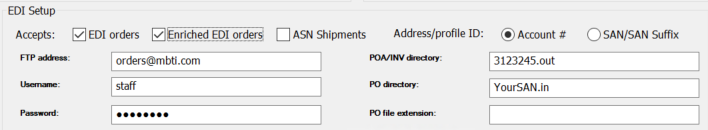 EDI Setup
Accepts: EDI orders Enriched EDI orders ASN Shipments Address/profile ID: Account # SAN/SAN Suffix
FTP address: orders@mbti.com POA/INV directory: 3123245.out
Username: staff PO directory: YourSAN.in
Password: ●●●●●●●● PO file extension: